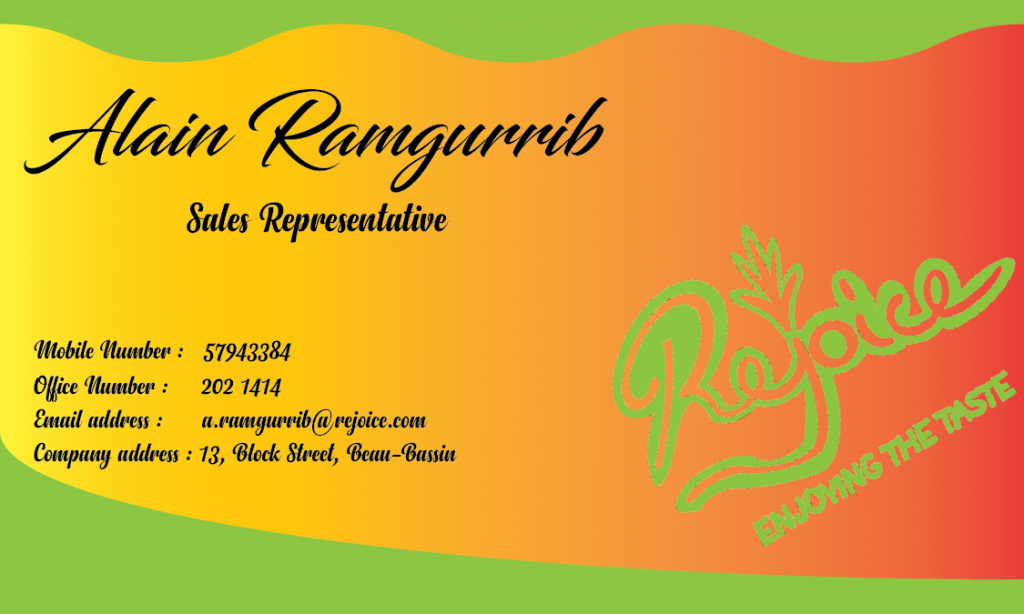 Alain Ramgurrib
Sales Representative
Mobile Number : 57943384
Office Number : 202 1414
Email address : a.ramgurrib@rejoice.com
Company address : 13, Block Street, Beau-Bassin
Rejoice
ENJOYING THE TASTE